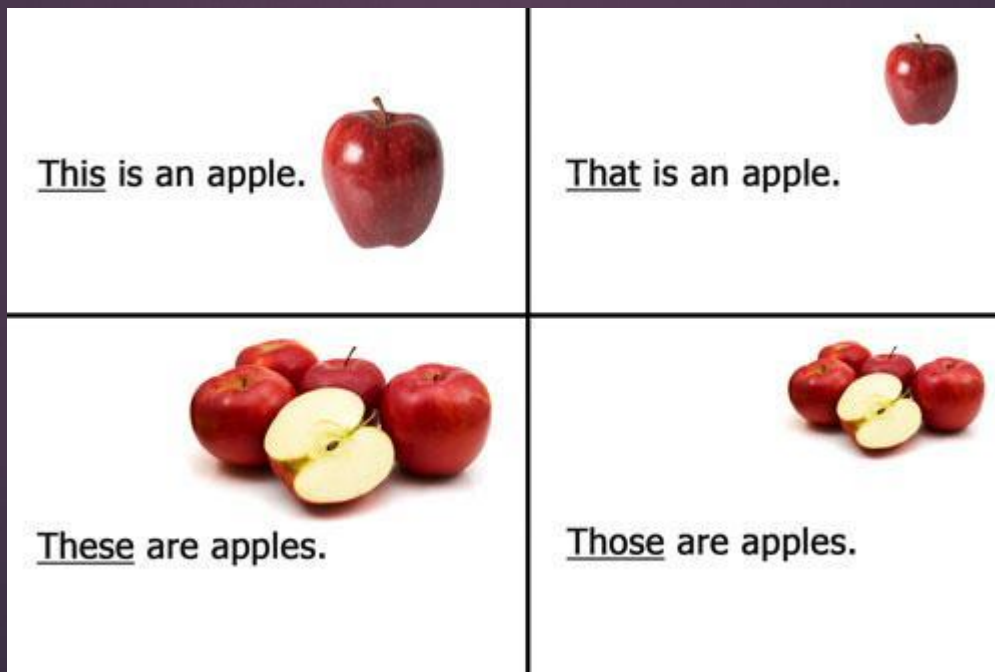 This is an apple.
That is an apple.
These are apples.
Those are apples.